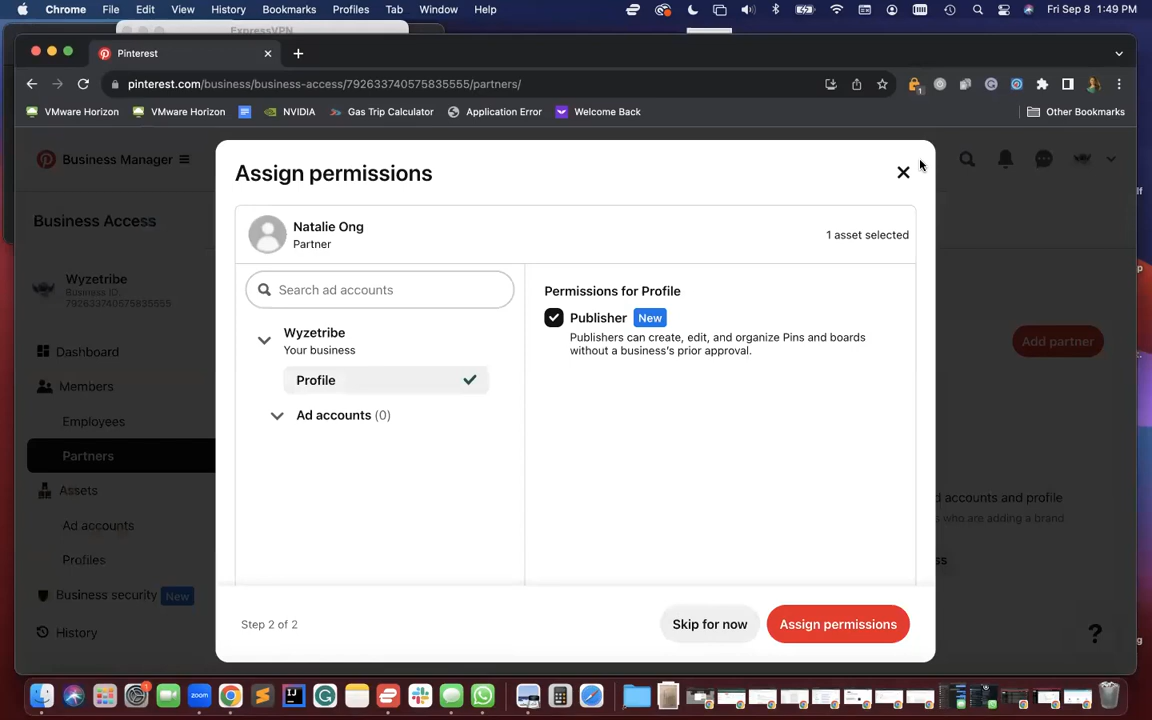 Chrome File Edit View History Bookmarks Profiles Tab Window Help Fri Sep 8 1:49 PM
ExpressVPN
Pinterest
pinterest.com/business/business-access/792633740575835555/partners/
VMware Horizon VMware Horizon NVIDIA Gas Trip Calculator Application Error Welcome Back Other Bookmarks
Business Manager
Assign permissions
Business Access
Natalie Ong
Partner
1 asset selected
Wyzetribe
Business ID:
792633740575835555
Search ad accounts
Permissions for Profile
Publisher New
Publishers can create, edit, and organize Pins and boards
without a business's prior approval.
Wyzetribe
Your business
Profile
Ad accounts (0)
Add partner
Dashboard
Members
Employees
Partners
Assets
Ad accounts
Profiles
Business security New
History
d accounts and profile
who are adding a brand
ss
Step 2 of 2
Skip for now
Assign permissions
?
zoom